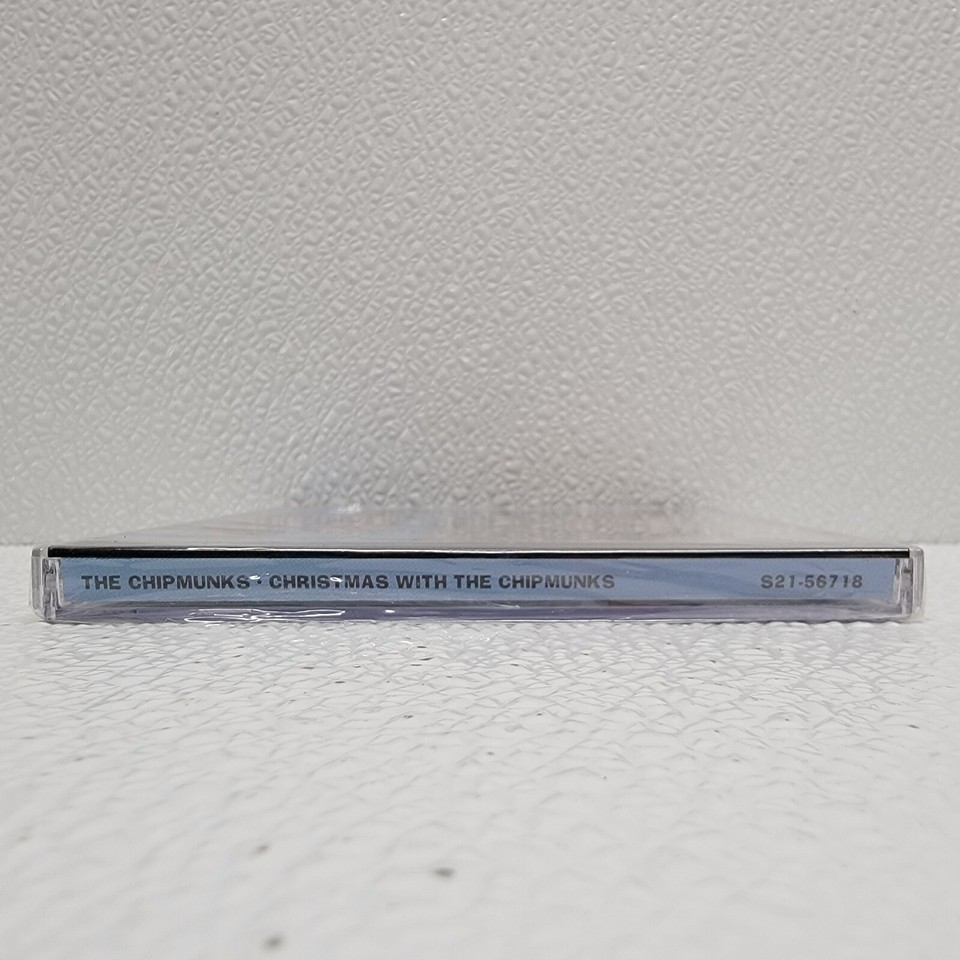 THE CHIPMUNKS · CHRISTMAS WITH THE CHIPMUNKS S21-56718